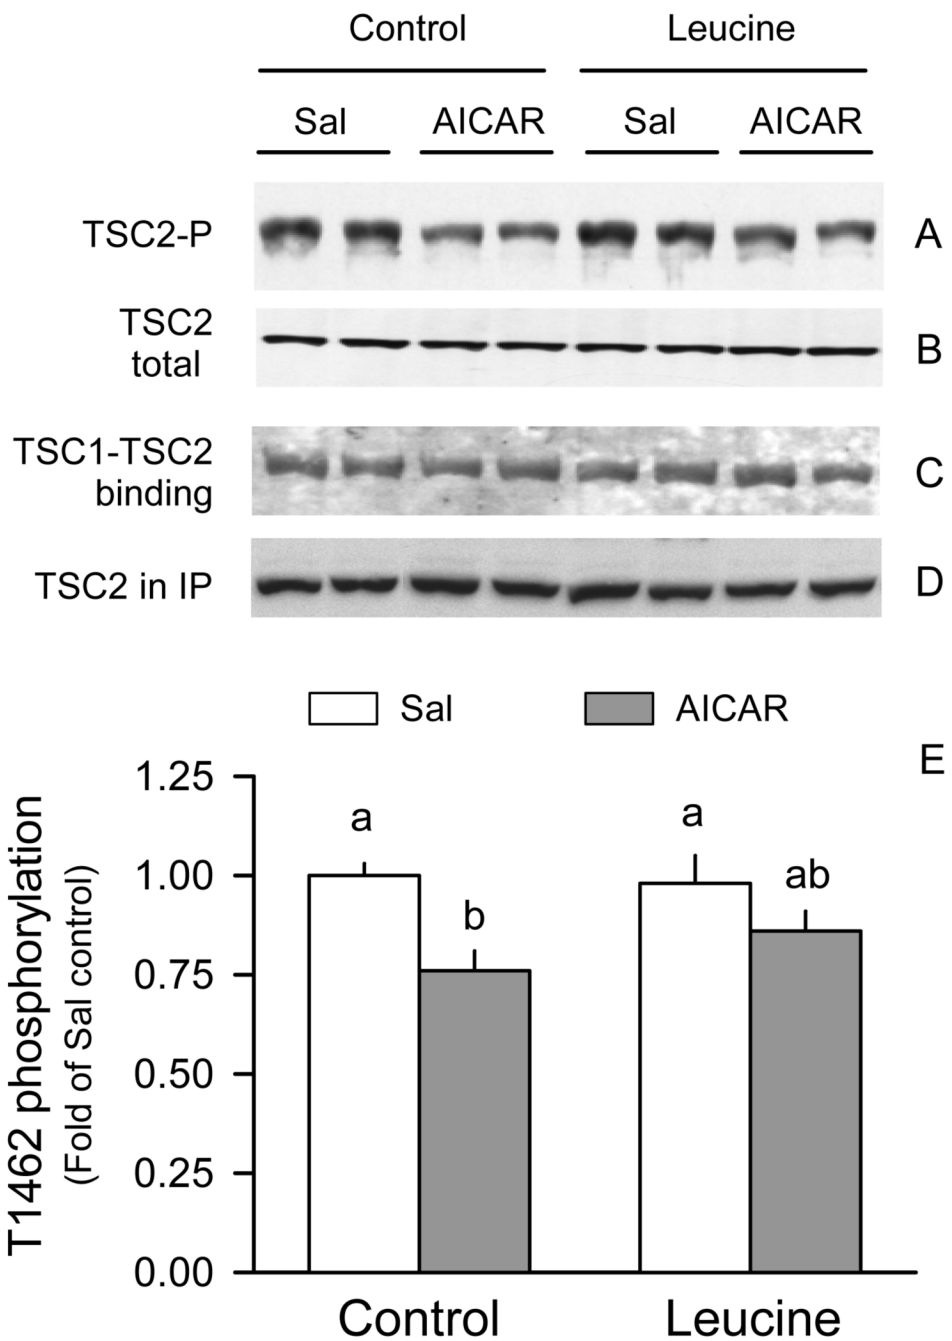 Control Leucine
Sal AICAR Sal AICAR
TSC2-P A
TSC2
total B
TSC1-TSC2
binding C
TSC2 in IP D
Sal AICAR
E
T1462 phosphorylation
(Fold of Sal control)
1.25
1.00
0.75
0.50
0.25
0.00
a
b
a
ab
Control Leucine